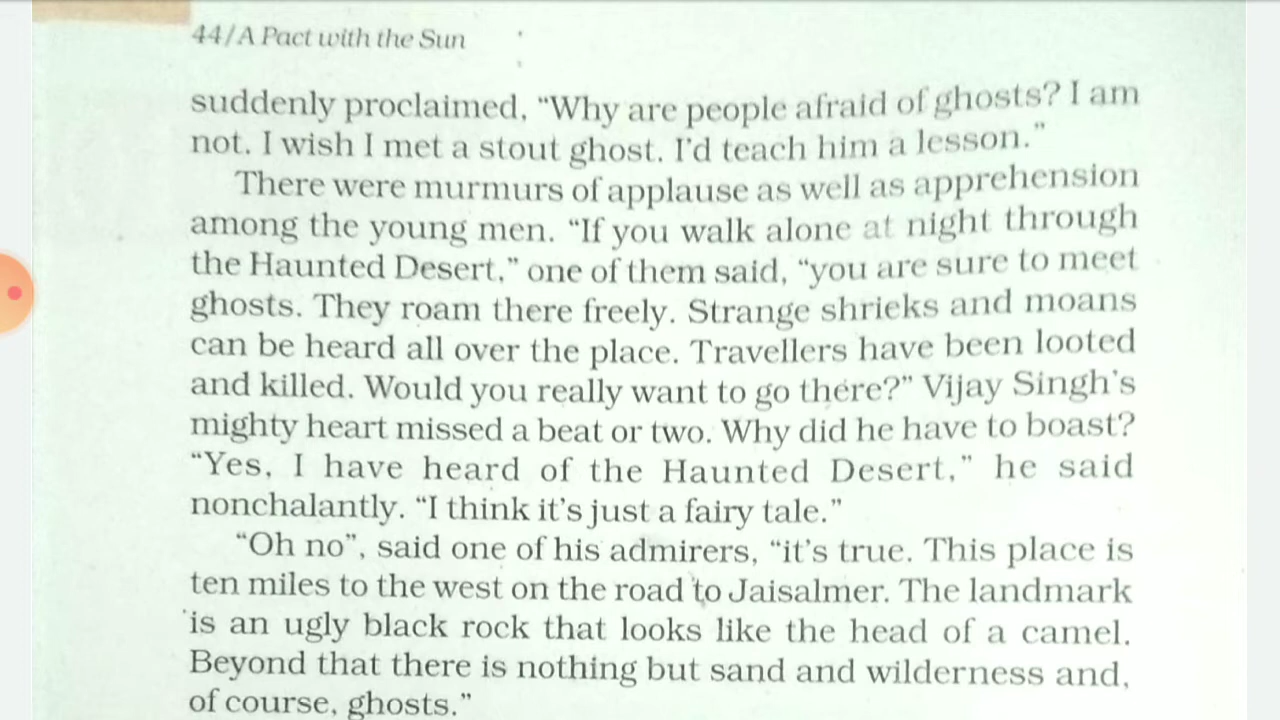 44/A Pact with the Sun
suddenly proclaimed, “Why are people afraid of ghosts? I am
not. I wish I met a stout ghost. I’d teach him a lesson.”
There were murmurs of applause as well as apprehension
among the young men. “If you walk alone at night through
the Haunted Desert,” one of them said, “you are sure to meet
ghosts. They roam there freely. Strange shrieks and moans
can be heard all over the place. Travellers have been looted
and killed. Would you really want to go there?” Vijay Singh’s
mighty heart missed a beat or two. Why did he have to boast?
“Yes, I have heard of the Haunted Desert,” he said
nonchalantly. “I think it’s just a fairy tale.”
“Oh no”, said one of his admirers, “it’s true. This place is
ten miles to the west on the road to Jaisalmer. The landmark
is an ugly black rock that looks like the head of a camel.
Beyond that there is nothing but sand and wilderness and,
of course, ghosts.”